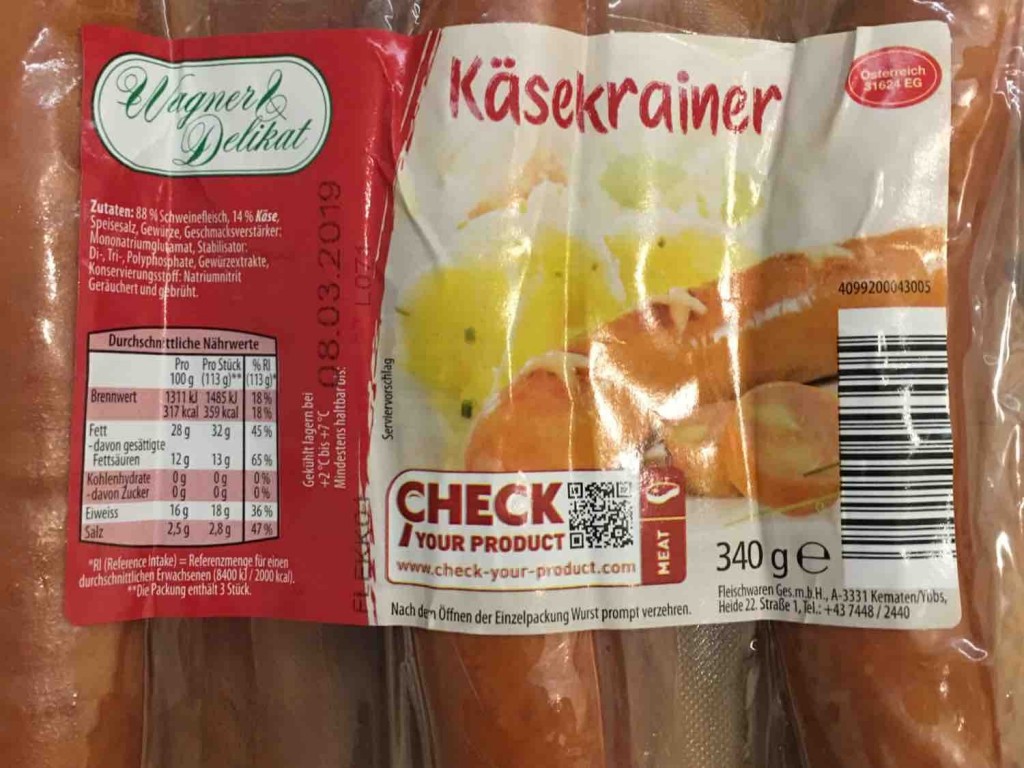 Wagner &
Delikat
Zutaten: 88 % Schweinefleisch, 14 % Käse,
Speisesalz, Gewürze, Geschmacksverstärker:
Mononatriumglutamat, Stabilisator:
Di-, Tri-, Polyphosphate, Gewürzextrakte,
Konservierungsstoff: Natriumnitrit
Geräuchert und gebrüht.
Durchschnittliche Nährwerte
Pro Pro Stück % RI
100 g (113 g)** (113 g)*
Brennwert 1311 kJ 1485 kJ 18 %
317 kcal 359 kcal 18 %
Fett 28 g 32 g 45 %
-davon gesättigte
Fettsäuren 12 g 13 g 65 %
Kohlenhydrate 0 g 0 g 0 %
-davon Zucker 0 g 0 g 0 %
Eiweiss 16 g 18 g 36 %
Salz 2,5 g 2,8 g 47 %
*RI (Reference Intake) = Referenzmenge für einen
durchschnittlichen Erwachsenen (8400 kJ / 2000 kcal).
**Die Packung enthält 3 Stück.
Gekühlt lagern bei
+2 °C bis +7 °C
Mindestens haltbar bis:
08.03.2019
L071
Serviervorschlag
Käsekrainer
Österreich
31624 EG
4099200043005
CHECK
YOUR PRODUCT
www.check-your-product.com
MEAT
340 g e
Nach dem Öffnen der Einzelpackung Wurst prompt verzehren.
Fleischwaren Ges.m.b.H., A-3331 Kematen/Ybbs,
Heide 22. Straße 1, Tel.: +43 7448 / 2440